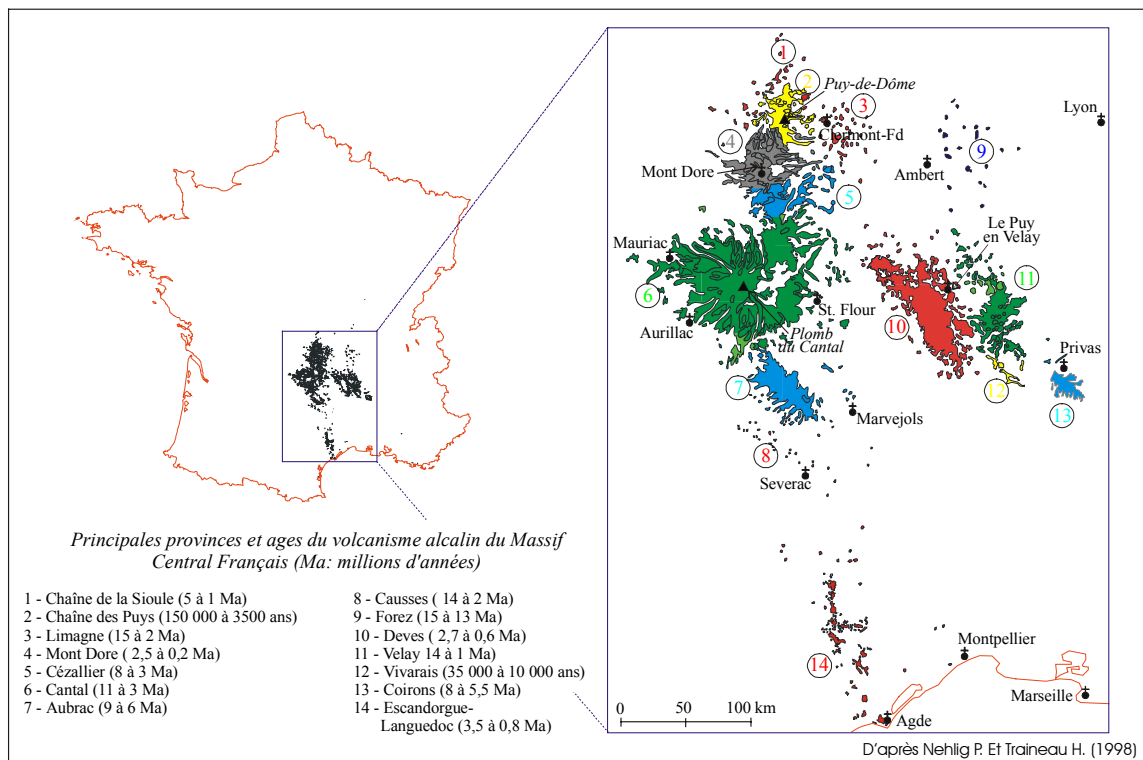 Principales provinces et ages du volcanisme alcalin du Massif
Central Français (Ma: millions d'années)
1 - Chaîne de la Sioule (5 à 1 Ma)
2 - Chaîne des Puys (150 000 à 3500 ans)
3 - Limagne (15 à 2 Ma)
4 - Mont Dore (2,5 à 0,2 Ma)
5 - Cézallier (8 à 3 Ma)
6 - Cantal (11 à 3 Ma)
7 - Aubrac (9 à 6 Ma)
8 - Causses ( 14 à 2 Ma)
9 - Forez (15 à 13 Ma)
10 - Deves ( 2,7 à 0,6 Ma)
11 - Velay 14 à 1 Ma)
12 - Vivarais (35 000 à 10 000 ans)
13 - Coirons (8 à 5,5 Ma)
14 - Escandorgue-
Languedoc (3,5 à 0,8 Ma)
1
2
Puy-de-Dôme
3
Lyon
Clermont-Fd
4
9
Mont Dore
Ambert
5
Le Puy
en Velay
Mauriac
11
6
St. Flour
10
Aurillac
Plomb
du Cantal
Privas
7
12
13
Marvejols
8
Severac
Montpellier
14
Marseille
0 50 100 km
Agde
D'après Nehlig P. Et Traineau H. (1998)